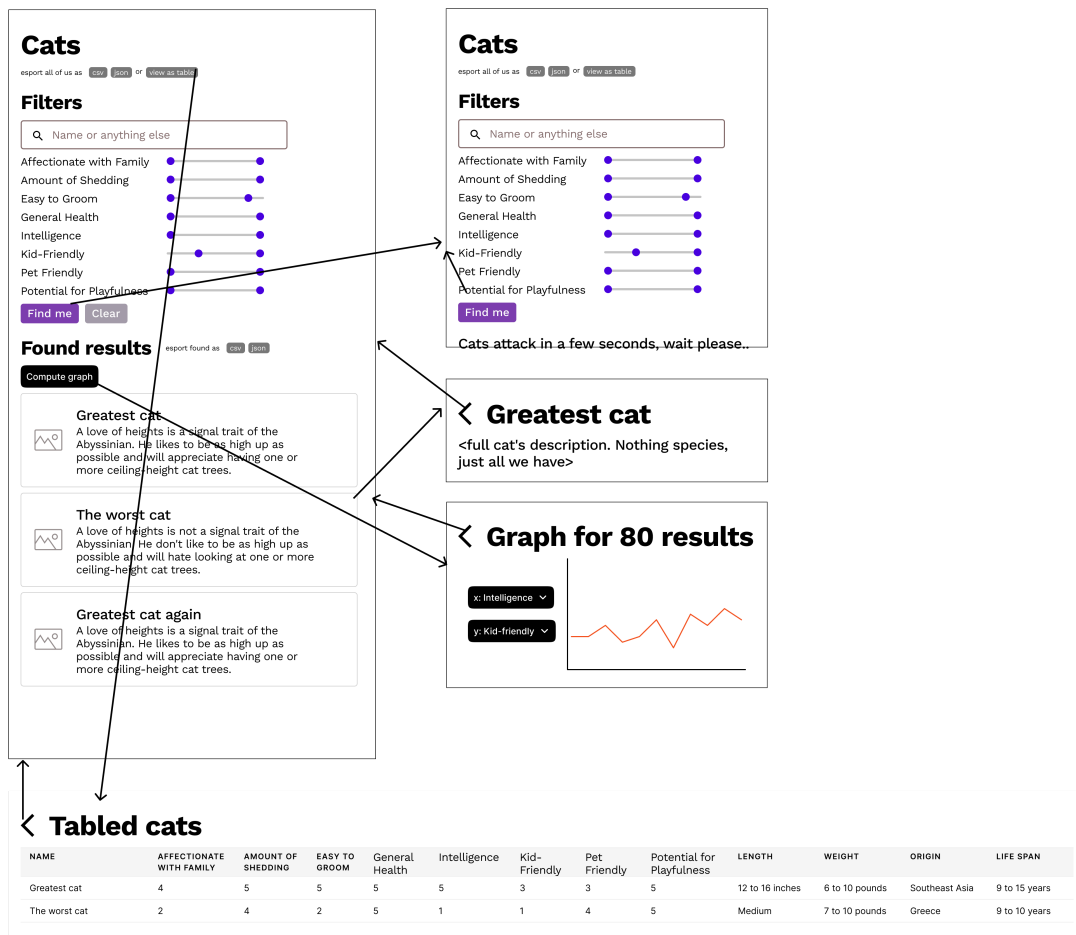 Cats
esport all of us as csv json or view as table
Filters
Name or anything else
Affectionate with Family
Amount of Shedding
Easy to Groom
General Health
Intelligence
Kid-Friendly
Pet Friendly
Potential for Playfulness
Find me Clear
Found results esport found as csv json
Compute graph
Greatest cat
A love of heights is a signal trait of the
Abyssinian. He likes to be as high up as
possible and will appreciate having one or
more ceiling-height cat trees.
The worst cat
A love of heights is not a signal trait of the
Abyssinian. He don't like to be as high up as
possible and will hate looking at one or more
ceiling-height cat trees.
Greatest cat again
A love of heights is a signal trait of the
Abyssinian. He likes to be as high up as
possible and will appreciate having one or
more ceiling-height cat trees.
Cats
esport all of us as csv json or view as table
Filters
Name or anything else
Affectionate with Family
Amount of Shedding
Easy to Groom
General Health
Intelligence
Kid-Friendly
Pet Friendly
Potential for Playfulness
Find me
Cats attack in a few seconds, wait please..
Greatest cat
<full cat's description. Nothing species,
just all we have>
Graph for 80 results
x: Intelligence
y: Kid-friendly
Tabled cats
NAME AFFECTIONATE WITH FAMILY AMOUNT OF SHEDDING EASY TO GROOM General Health Intelligence Kid-Friendly Pet Friendly Potential for Playfulness LENGTH WEIGHT ORIGIN LIFE SPAN
Greatest cat 4 5 5 5 5 3 3 5 12 to 16 inches 6 to 10 pounds Southeast Asia 9 to 15 years
The worst cat 2 4 2 5 1 1 4 5 Medium 7 to 10 pounds Greece 9 to 10 years